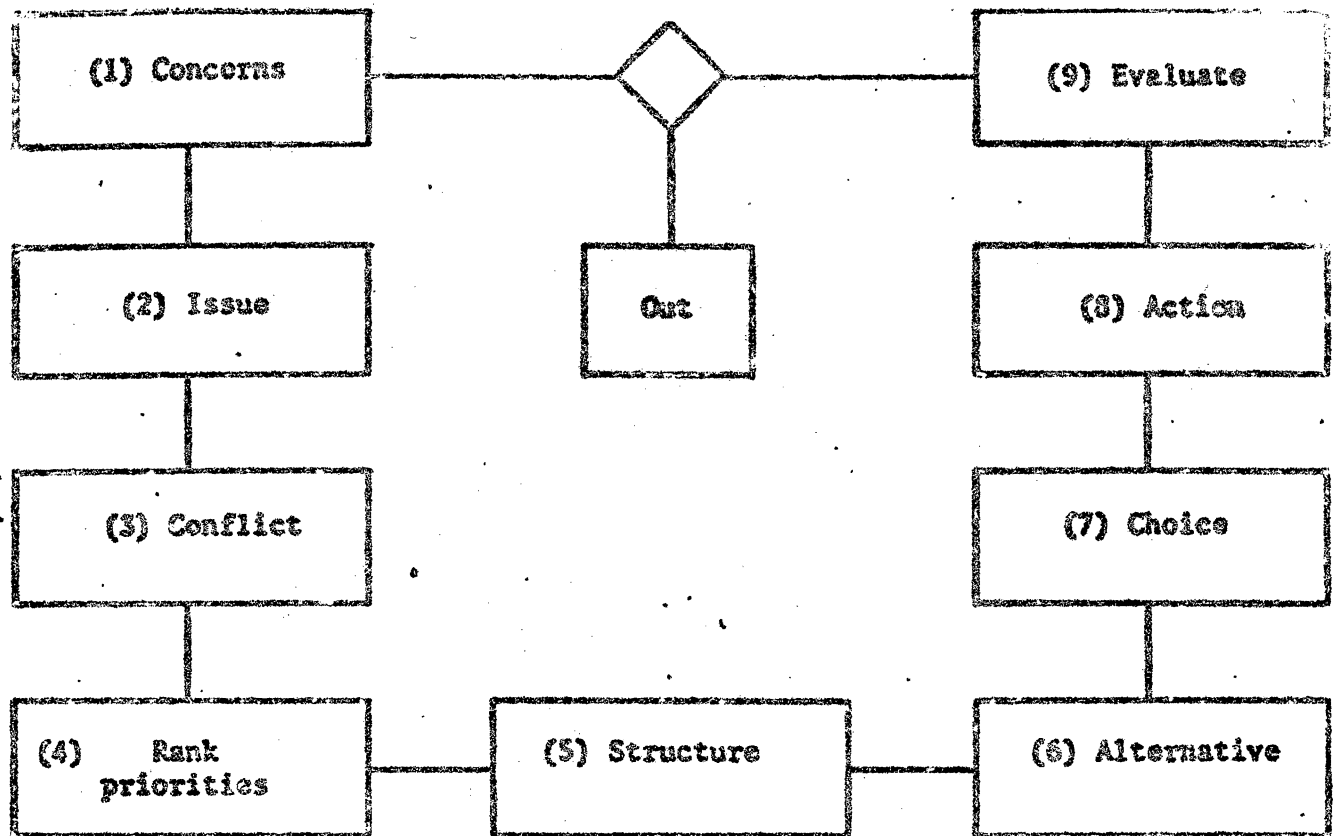 (1) Concerns
(9) Evaluate
(2) Issue
Out
(8) Action
(3) Conflict
(7) Choice
(4) Rank
priorities
(5) Structure
(6) Alternative